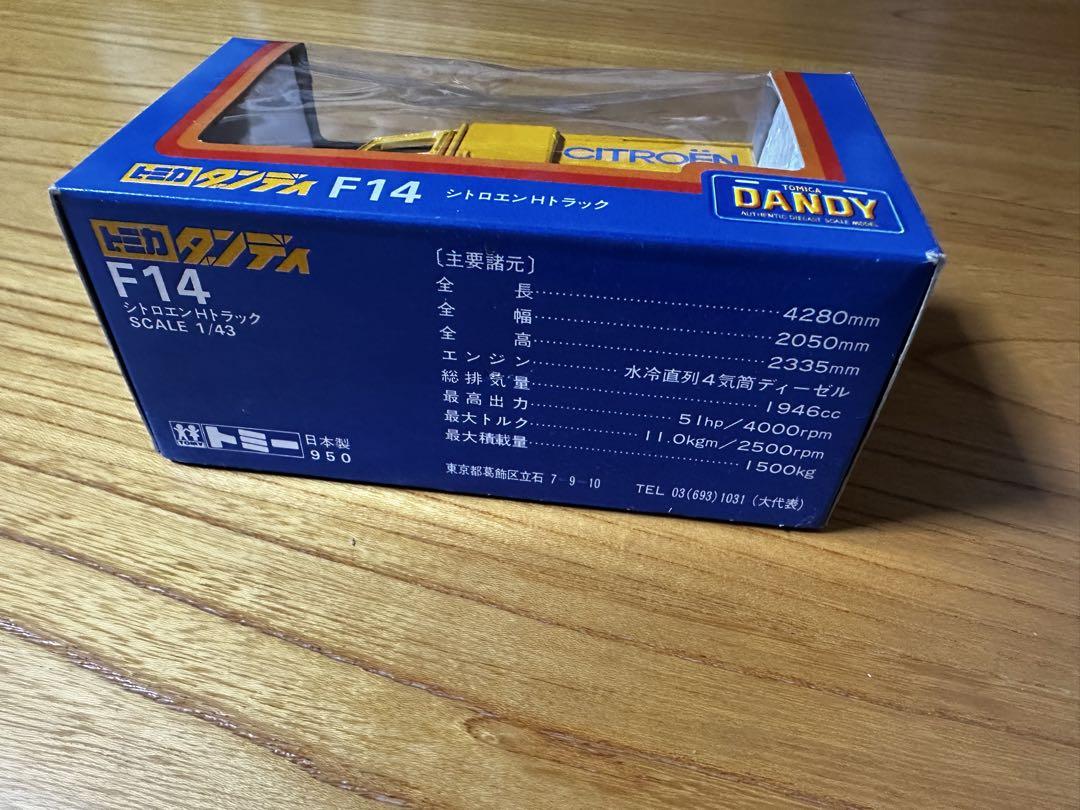 CITROËN
トミカ ダンディ F14 シトロエンHトラック
TOMICA
DANDY
AUTHENTIC DIECAST SCALE MODEL
トミカ ダンディ
F14
シトロエンHトラック
SCALE 1/43
〔主要諸元〕
全長……4280mm
全幅……2050mm
全高……2335mm
エンジン……水冷直列4気筒ディーゼル
総排気量……1946cc
最高出力……51hp/4000rpm
最大トルク……11.0kgm/2500rpm
最大積載量……1500kg
TOMY トミー 日本製
950
東京都葛飾区立石 7-9-10 TEL 03(693)1031(大代表)